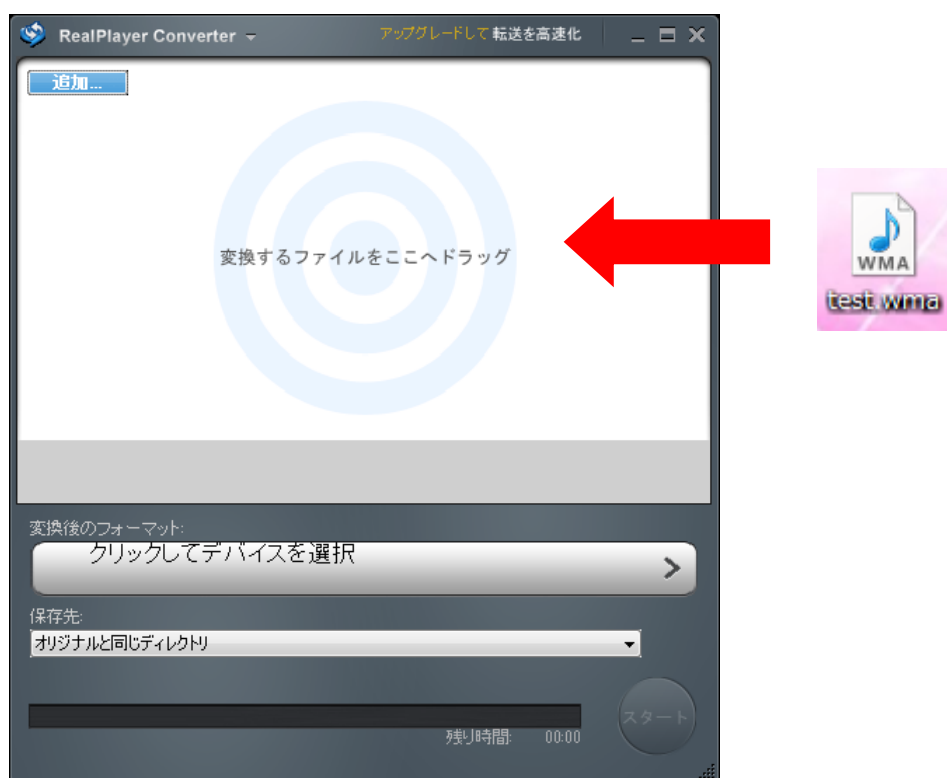 RealPlayer Converter
アップグレードして 転送を高速化
追加...
変換するファイルをここへドラッグ
WMA
test.wma
変換後のフォーマット:
クリックしてデバイスを選択
保存先:
オリジナルと同じディレクトリ
スタート
残り時間: 00:00